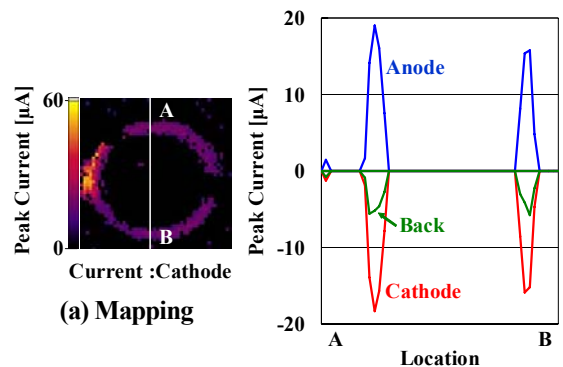 60
Peak Current [μA]
0
A
B
Current :Cathode
(a) Mapping
20
10
0
-10
-20
Peak Current [μA]
Anode
Back
Cathode
A
B
Location